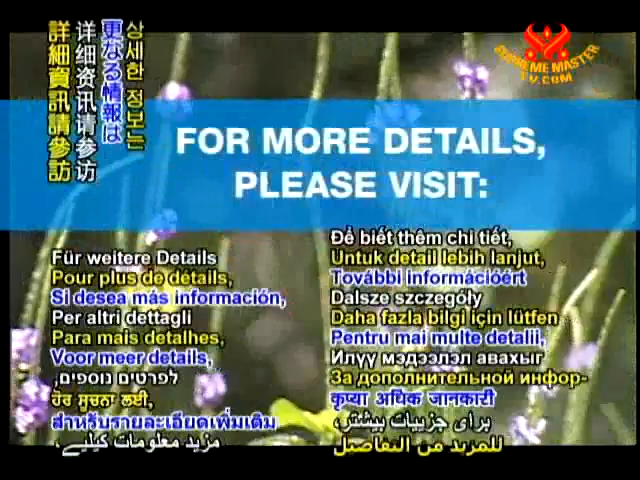 詳細資訊請參訪
详细资讯请参访
更なる情報は
상세한 정보는
SUPREME MASTER
TV.COM
FOR MORE DETAILS,
PLEASE VISIT:
Für weitere Details
Pour plus de détails,
Si desea más información,
Per altri dettagli
Para mais detalhes,
Voor meer details,
לפרטים נוספים,
ਹੋਰ ਸੂਚਨਾ ਲਈ,
สำหรับรายละเอียดเพิ่มเติม
مزید معلومات کیلیے،
Để biết thêm chi tiết,
Untuk detail lebih lanjut,
További információért
Dalsze szczegóły
Daha fazla bilgi için lütfen
Pentru mai multe detalii,
Илүү мэдээлэл авахыг
За дополнительной инфор-
कृप्या अधिक जानकारी
برای جزییات بیشتر،
للمزيد من التفاصيل